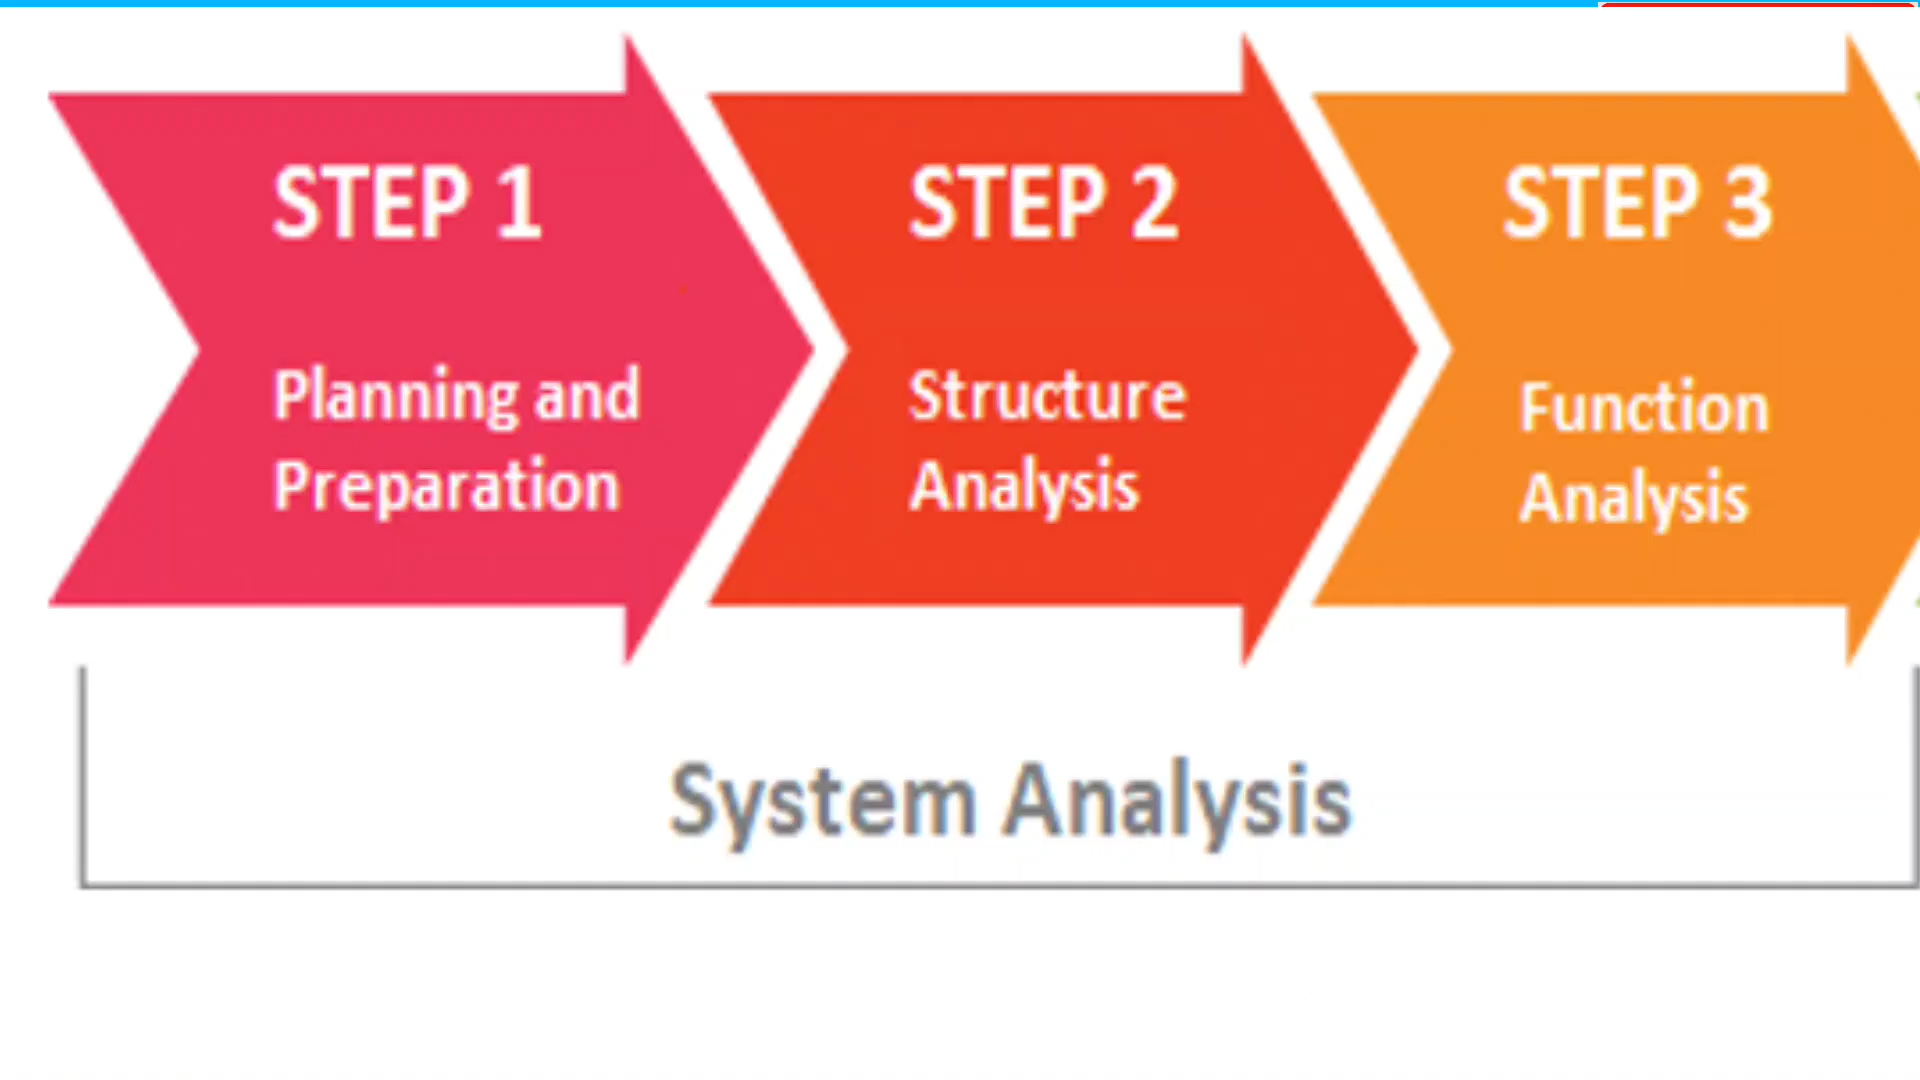 STEP 1
Planning and
Preparation
STEP 2
Structure
Analysis
STEP 3
Function
Analysis
System Analysis